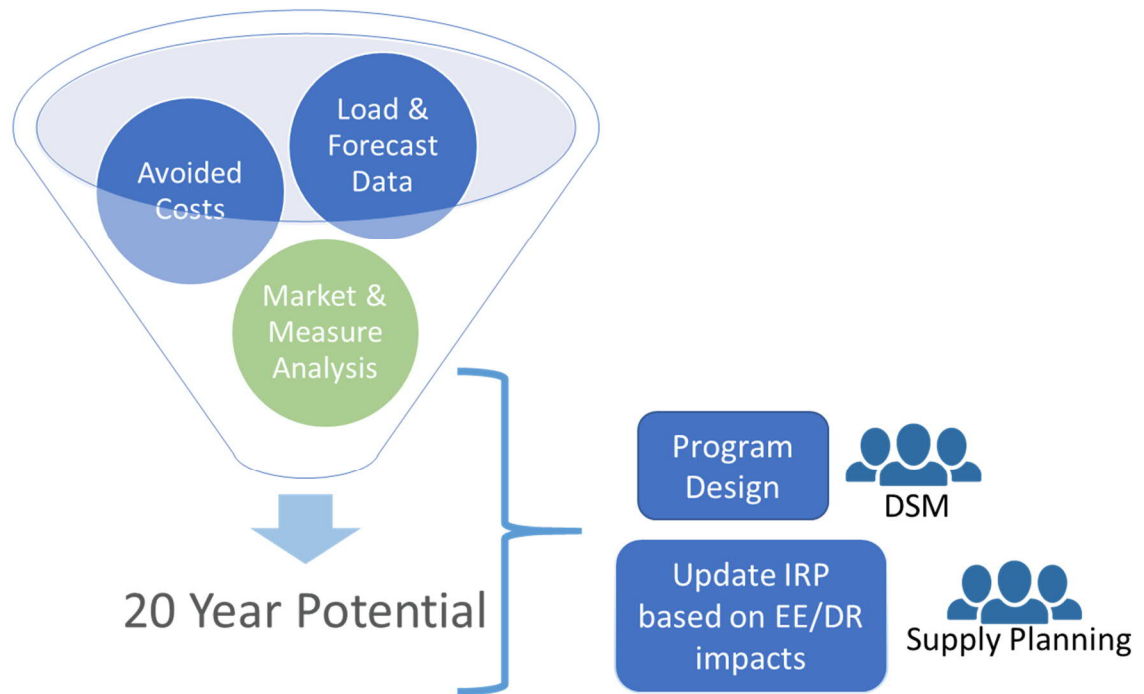 Load &
Forecast
Data
Avoided
Costs
Market &
Measure
Analysis
20 Year Potential
Program
Design
DSM
Update IRP
based on EE/DR
impacts
Supply Planning